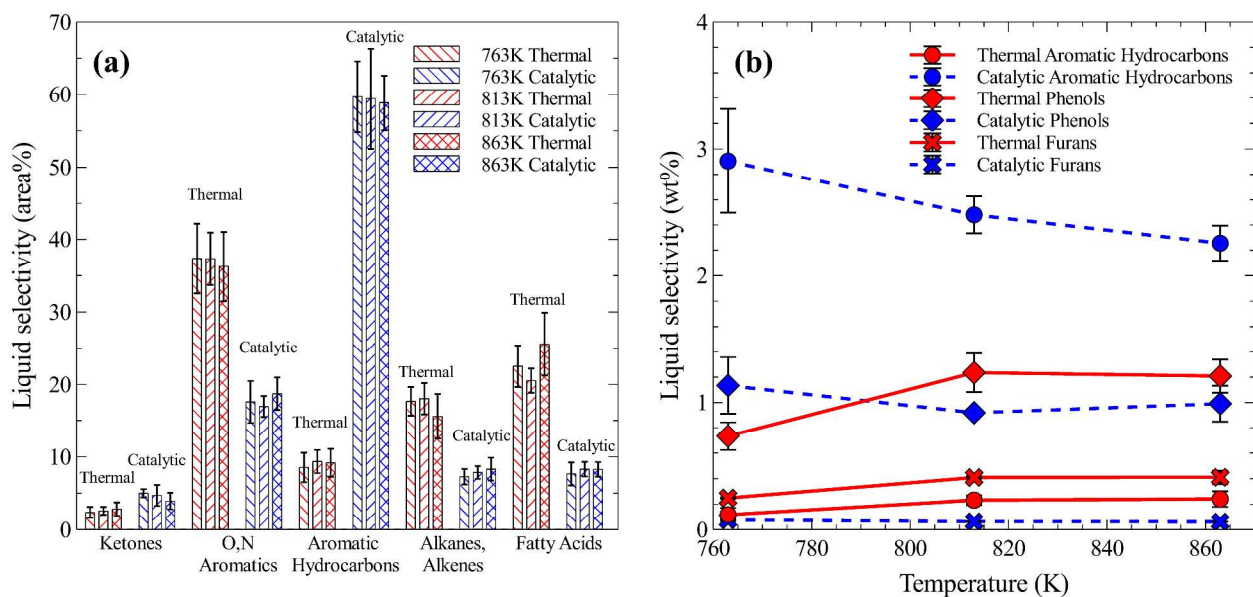 (a)
Liquid selectivity (area%)
70
60
50
40
30
20
10
0
763K Thermal
763K Catalytic
813K Thermal
813K Catalytic
863K Thermal
863K Catalytic
Thermal
Catalytic
Thermal
Catalytic
Thermal
Catalytic
Thermal
Catalytic
Thermal
Catalytic
Ketones
O,N
Aromatics
Aromatic
Hydrocarbons
Alkanes,
Alkenes
Fatty Acids
(b)
Liquid selectivity (wt%)
4
3
2
1
0
Thermal Aromatic Hydrocarbons
Catalytic Aromatic Hydrocarbons
Thermal Phenols
Catalytic Phenols
Thermal Furans
Catalytic Furans
760 780 800 820 840 860
Temperature (K)